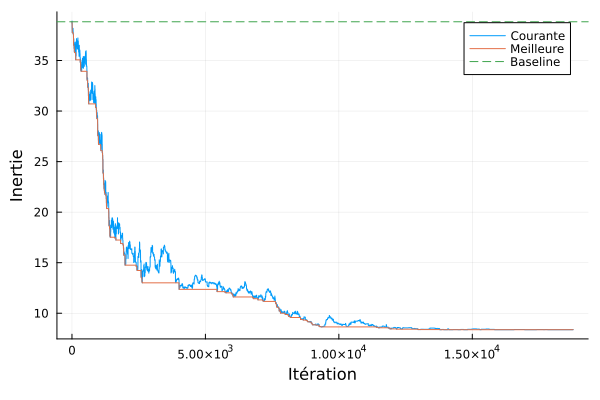 Courante
Meilleure
Baseline
35
30
25
20
15
10
Inertie
0
5.00×10³
1.00×10⁴
1.50×10⁴
Itération